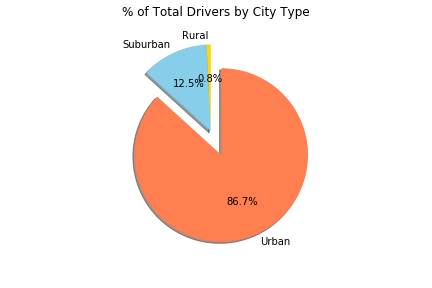 % of Total Drivers by City Type
Rural
Suburban
0.8%
12.5%
86.7%
Urban